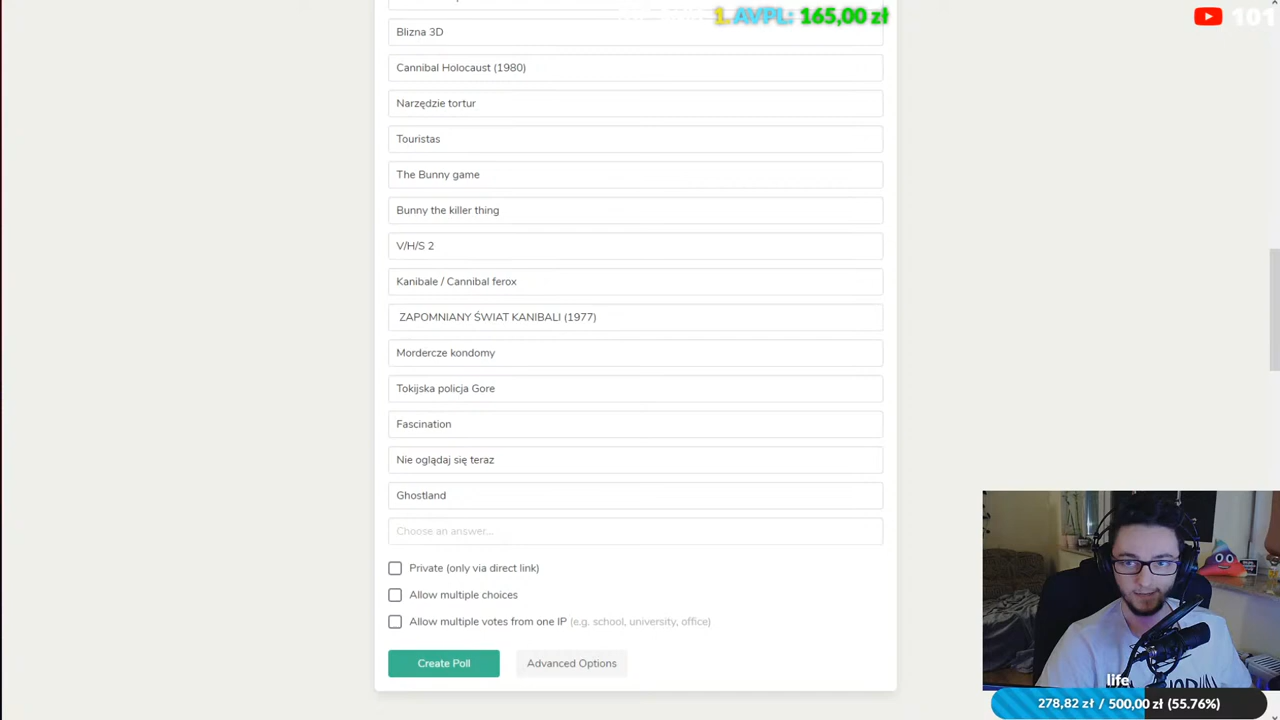 1. AVPL: 165,00 zł
101
Blizna 3D
Cannibal Holocaust (1980)
Narzędzie tortur
Touristas
The Bunny game
Bunny the killer thing
V/H/S 2
Kanibale / Cannibal ferox
ZAPOMNIANY ŚWIAT KANIBALI (1977)
Mordercze kondomy
Tokijska policja Gore
Fascination
Nie oglądaj się teraz
Ghostland
Choose an answer...
Private (only via direct link)
Allow multiple choices
Allow multiple votes from one IP (e.g. school, university, office)
Create Poll
Advanced Options
life
278,82 zł / 500,00 zł (55.76%)